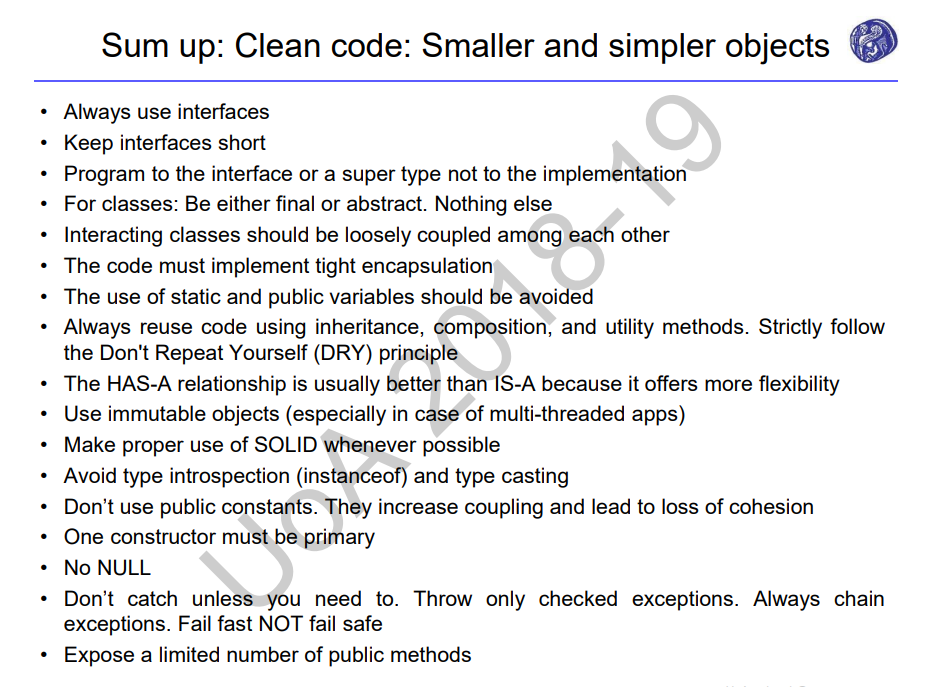 Sum up: Clean code: Smaller and simpler objects
• Always use interfaces
• Keep interfaces short
• Program to the interface or a super type not to the implementation
• For classes: Be either final or abstract. Nothing else
• Interacting classes should be loosely coupled among each other
• The code must implement tight encapsulation
• The use of static and public variables should be avoided
• Always reuse code using inheritance, composition, and utility methods. Strictly follow
the Don't Repeat Yourself (DRY) principle
• The HAS-A relationship is usually better than IS-A because it offers more flexibility
• Use immutable objects (especially in case of multi-threaded apps)
• Make proper use of SOLID whenever possible
• Avoid type introspection (instanceof) and type casting
• Don’t use public constants. They increase coupling and lead to loss of cohesion
• One constructor must be primary
• No NULL
• Don’t catch unless you need to. Throw only checked exceptions. Always chain
exceptions. Fail fast NOT fail safe
• Expose a limited number of public methods
UoA 2018-19